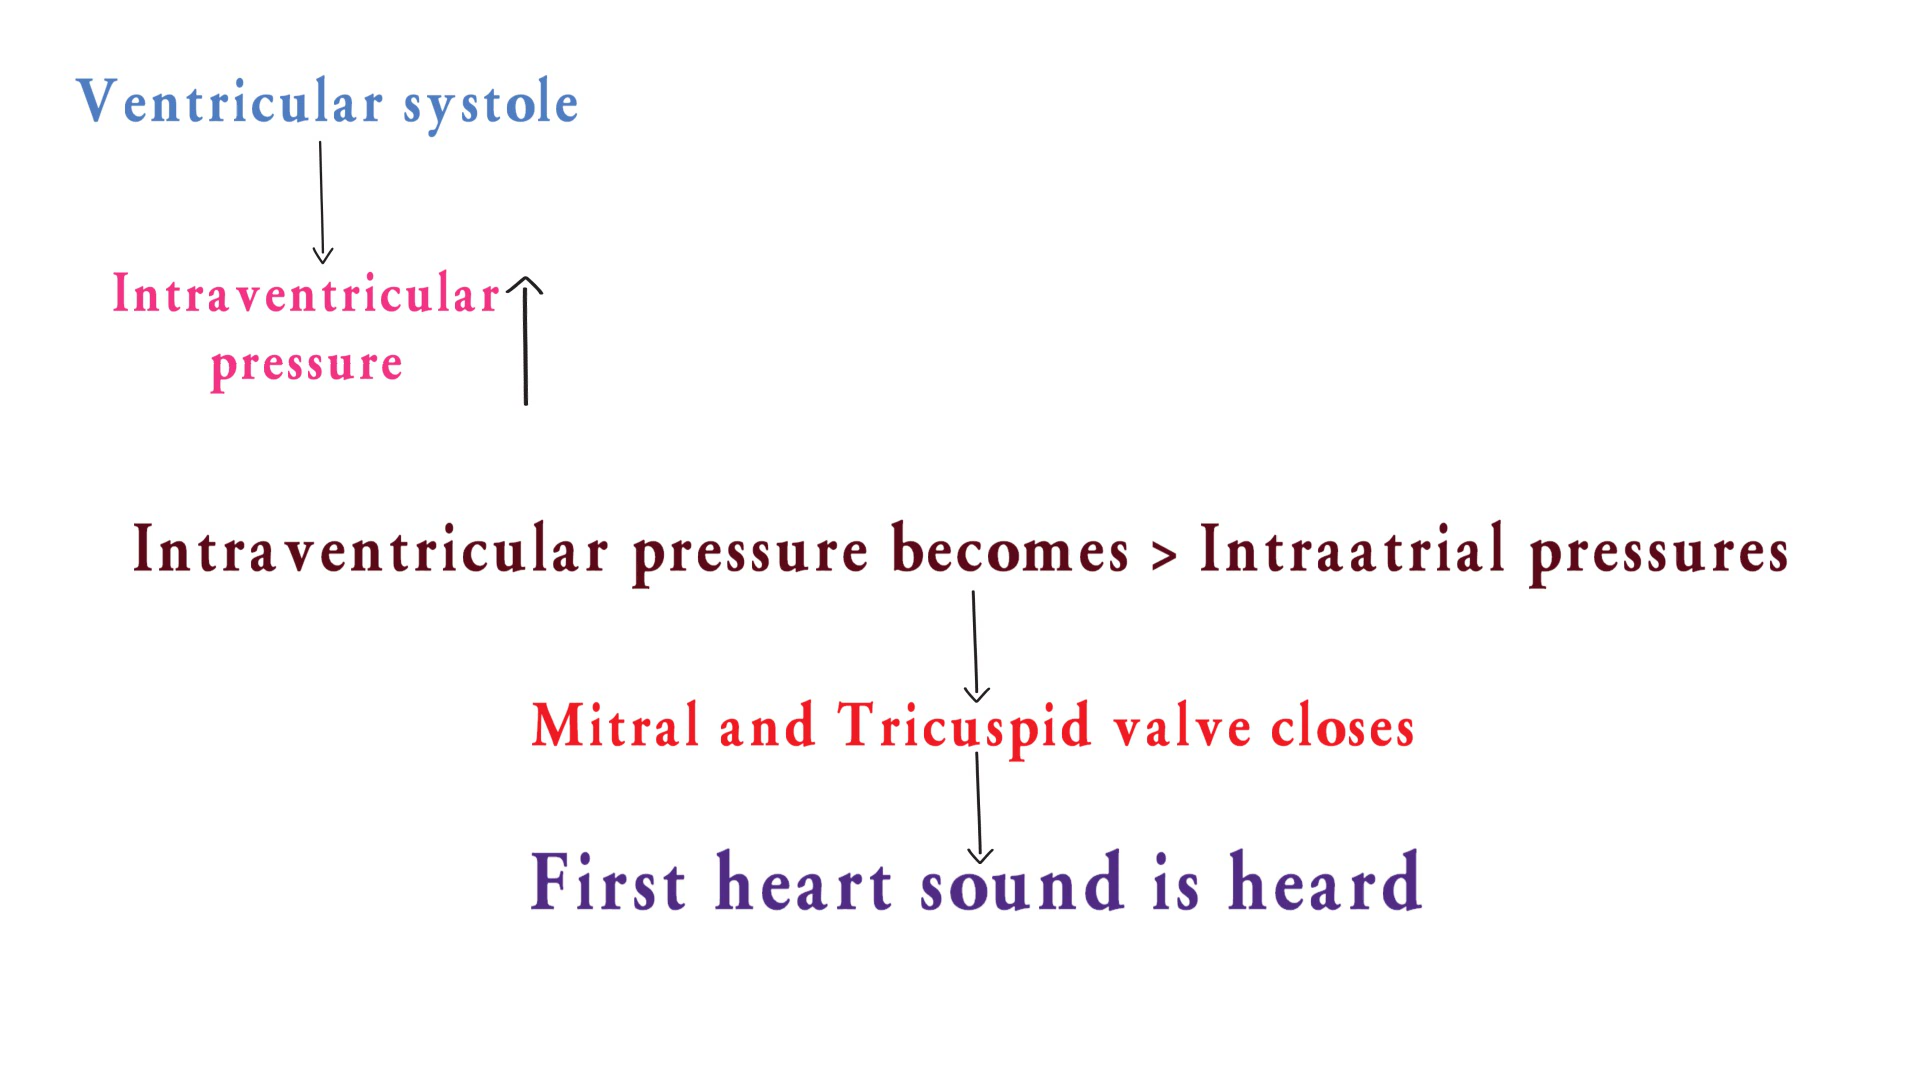 Ventricular systole
Intraventricular
pressure
Intraventricular pressure becomes > Intraatrial pressures
Mitral and Tricuspid valve closes
First heart sound is heard